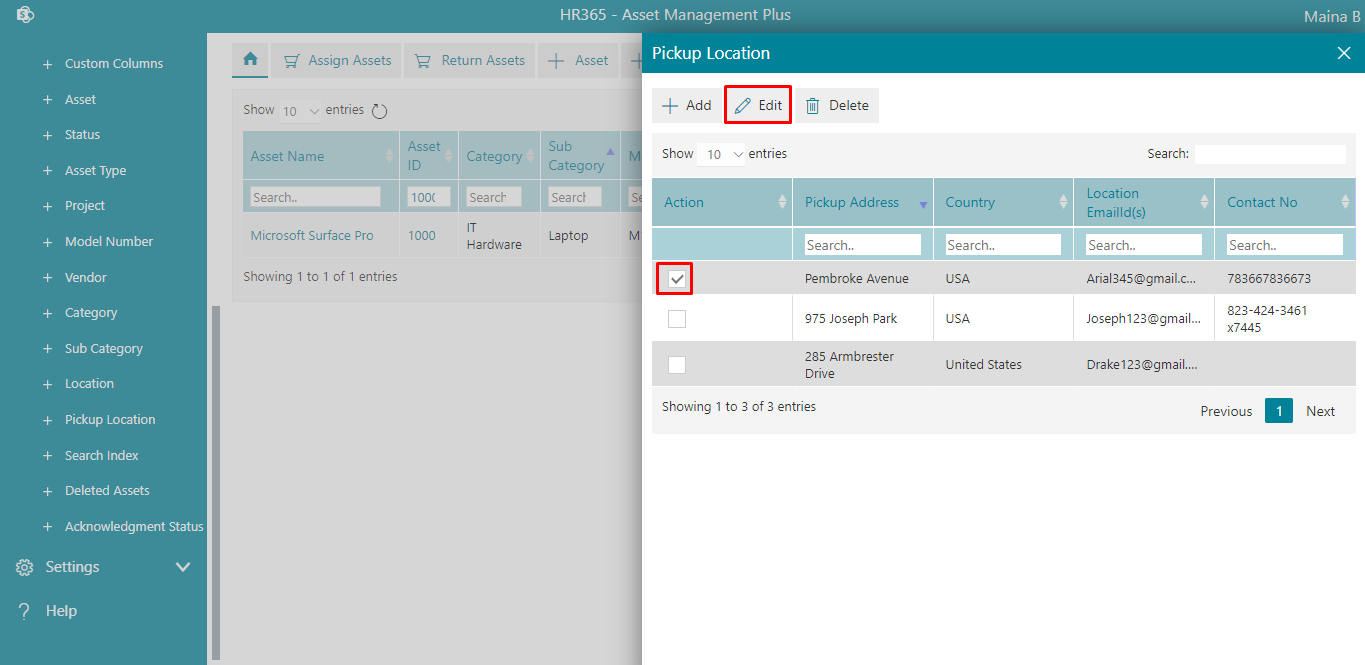 HR365 - Asset Management Plus
Maina B
Custom Columns
Asset
Status
Asset Type
Project
Model Number
Vendor
Category
Sub Category
Location
Pickup Location
Search Index
Deleted Assets
Acknowledgment Status
Settings
Help
Assign Assets
Return Assets
Asset
Show 10 entries
Asset Name
Asset ID
Category
Sub Category
M
Search..
1000
Search
Search
Se
Microsoft Surface Pro
1000
IT Hardware
Laptop
M
Showing 1 to 1 of 1 entries
Pickup Location
Add
Edit
Delete
Show 10 entries
Search:
Action
Pickup Address
Country
Location EmailId(s)
Contact No
Search..
Search..
Search..
Search..
Pembroke Avenue
USA
Arial345@gmail.c...
783667836673
975 Joseph Park
USA
Joseph123@gmail....
823-424-3461
x7445
285 Armbrester
Drive
United States
Drake123@gmail....
Showing 1 to 3 of 3 entries
Previous 1 Next